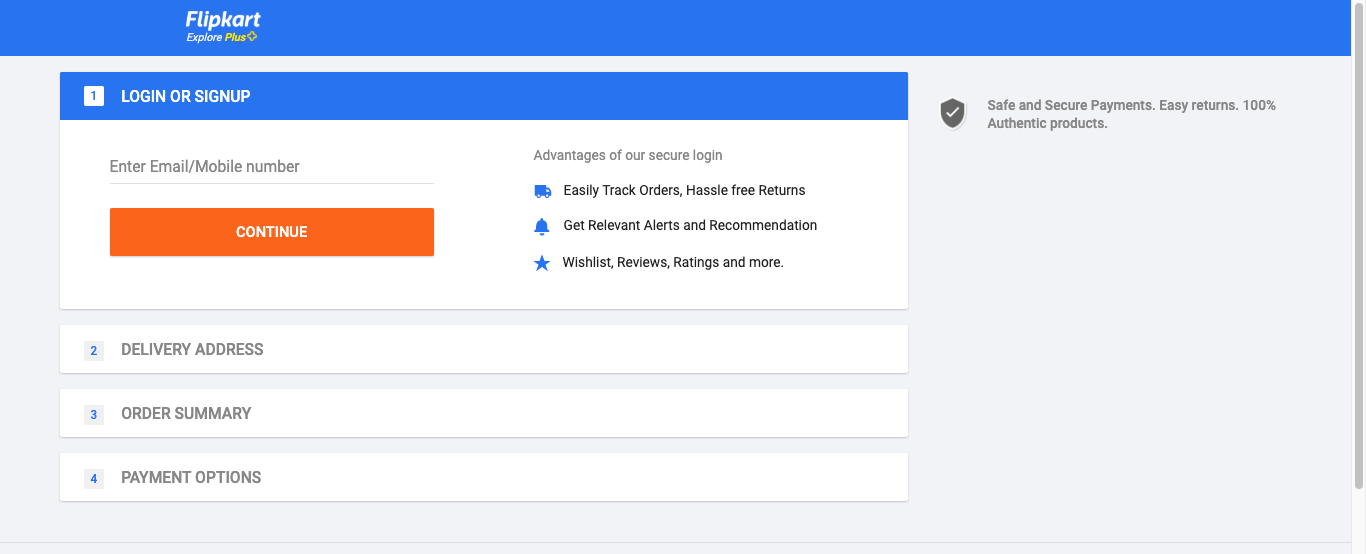 Flipkart
Explore Plus
1 LOGIN OR SIGNUP
Enter Email/Mobile number
CONTINUE
Advantages of our secure login
Easily Track Orders, Hassle free Returns
Get Relevant Alerts and Recommendation
Wishlist, Reviews, Ratings and more.
2 DELIVERY ADDRESS
3 ORDER SUMMARY
4 PAYMENT OPTIONS
Safe and Secure Payments. Easy returns. 100%
Authentic products.